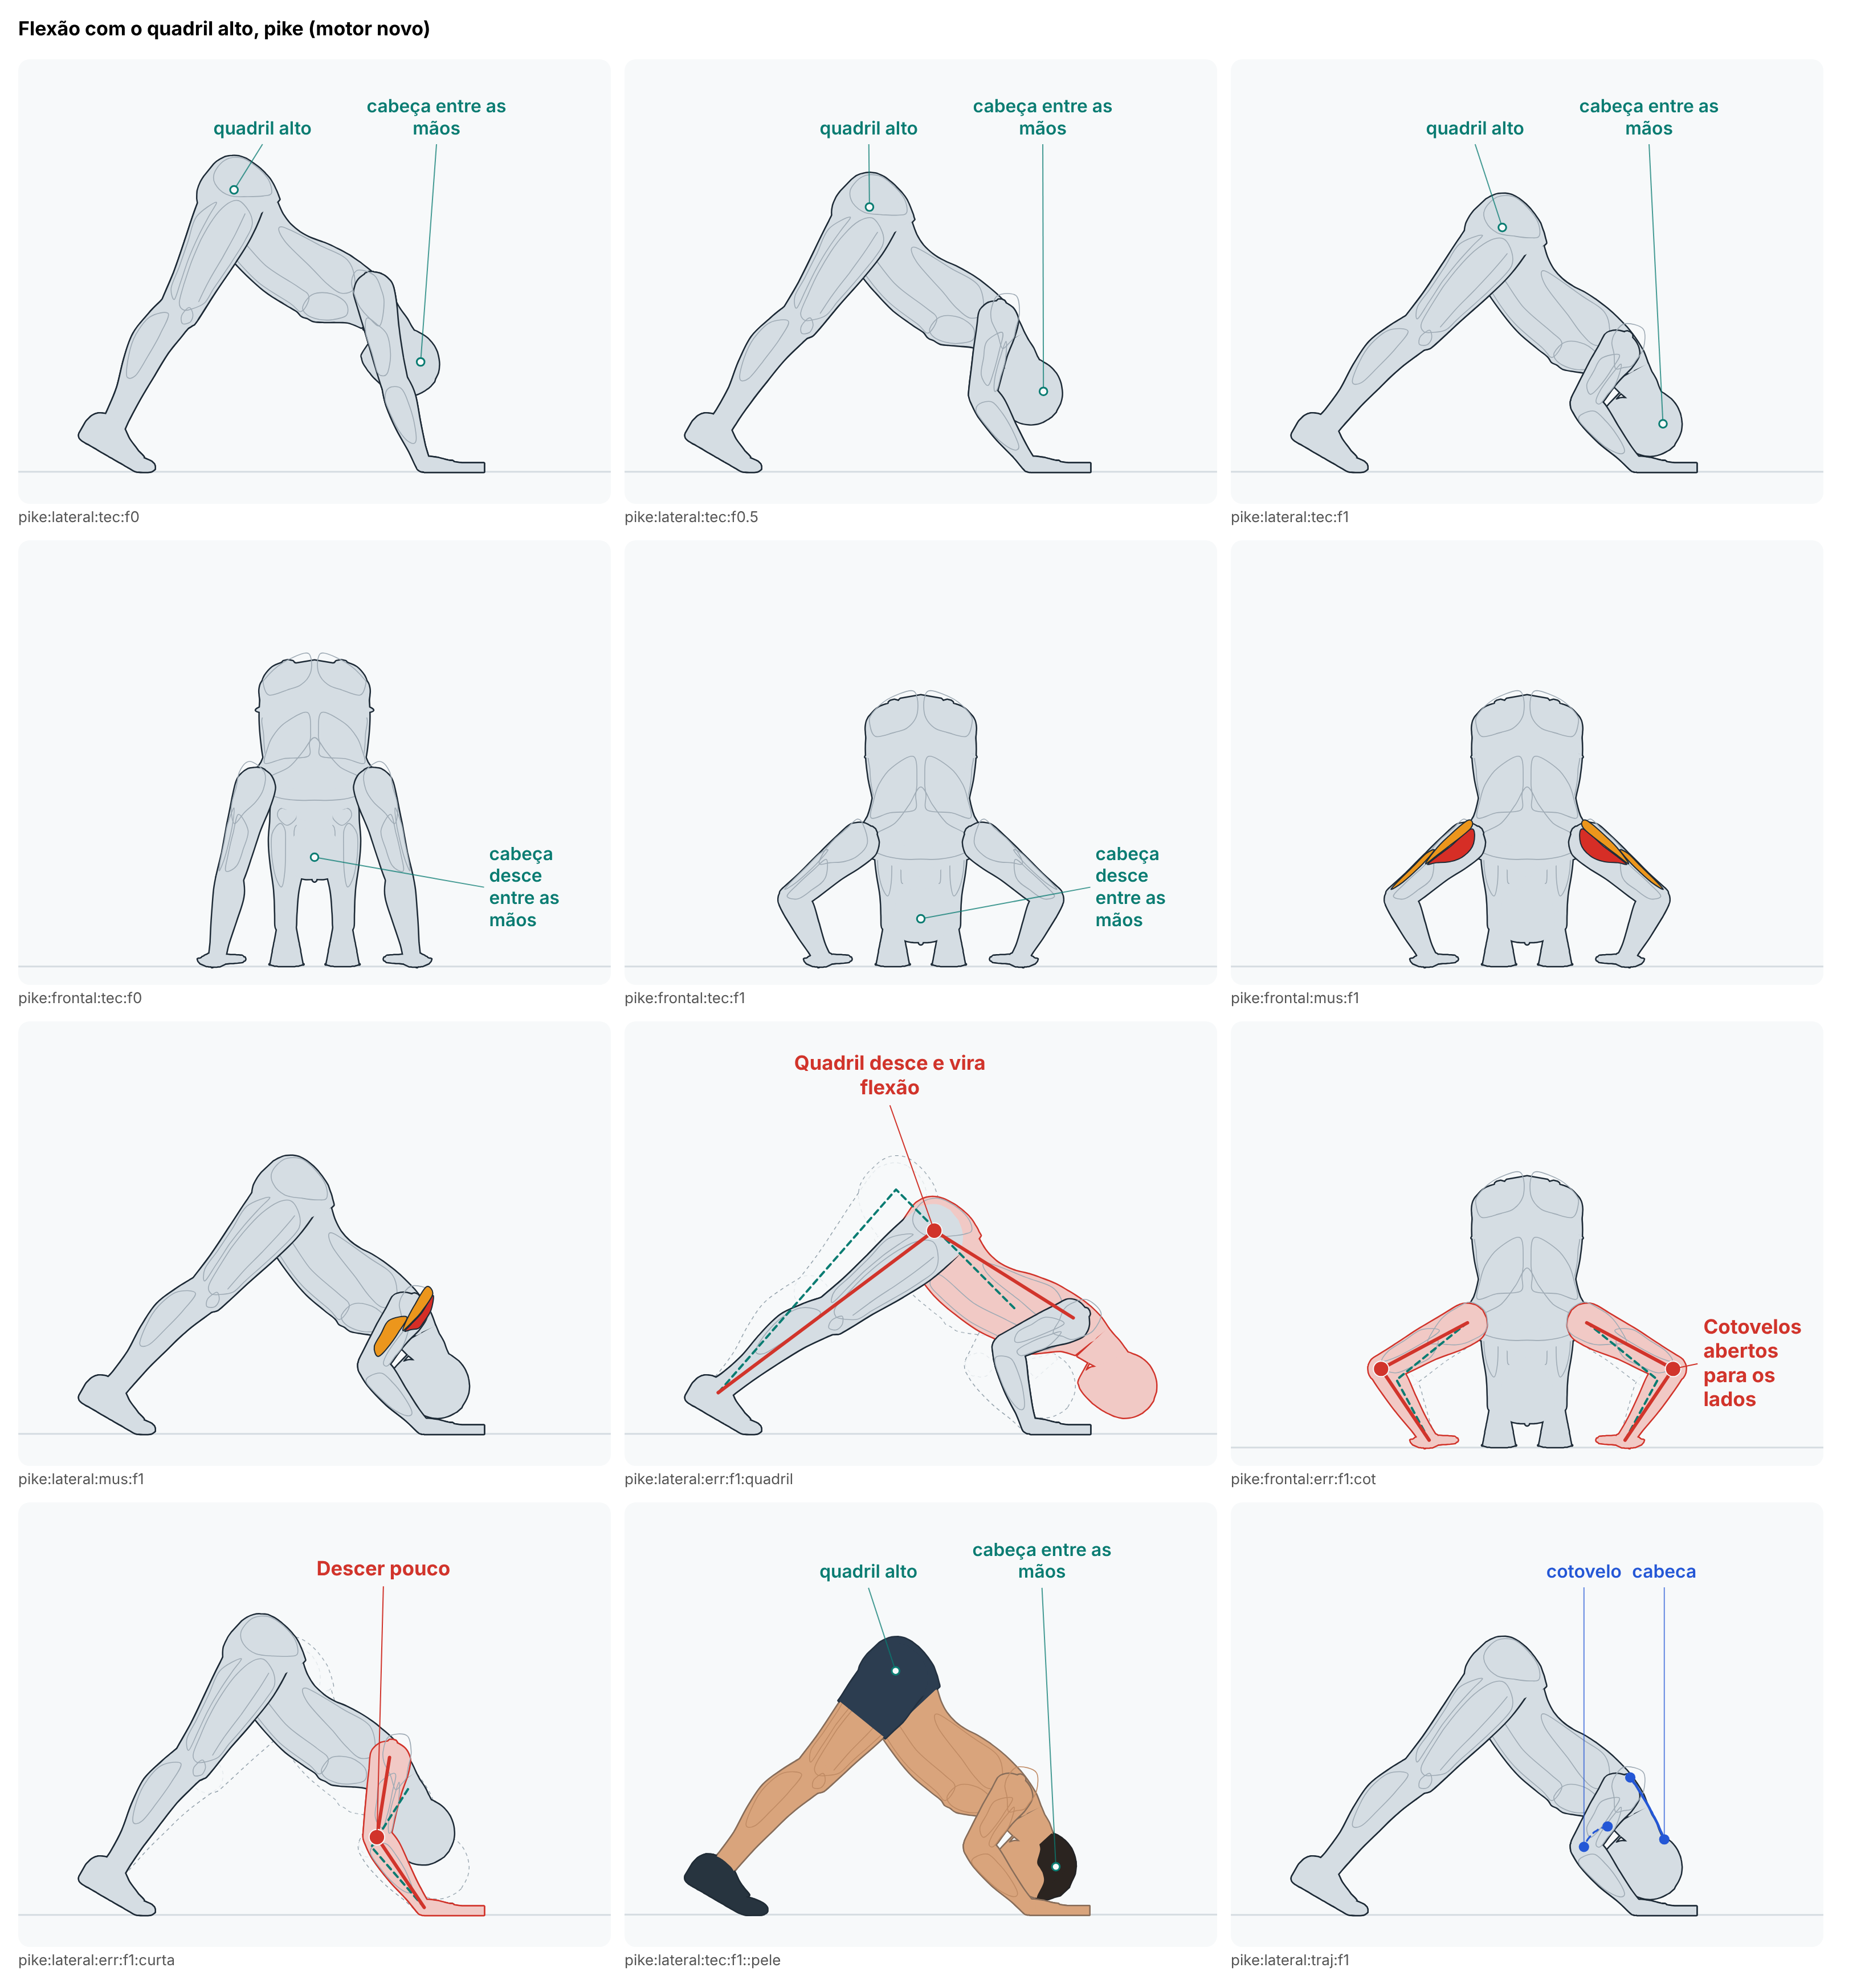 Flexão com o quadril alto, pike (motor novo)
quadril alto
cabeça entre as
mãos
pike:lateral:tec:f0
quadril alto
cabeça entre as
mãos
pike:lateral:tec:f0.5
quadril alto
cabeça entre as
mãos
pike:lateral:tec:f1
cabeça
desce
entre as
mãos
pike:frontal:tec:f0
cabeça
desce
entre as
mãos
pike:frontal:tec:f1
pike:frontal:mus:f1
pike:lateral:mus:f1
Quadril desce e vira
flexão
pike:lateral:err:f1:quadril
Cotovelos
abertos
para os
lados
pike:frontal:err:f1:cot
Descer pouco
pike:lateral:err:f1:curta
quadril alto
cabeça entre as
mãos
pike:lateral:tec:f1::pele
cotovelo cabeca
pike:lateral:traj:f1